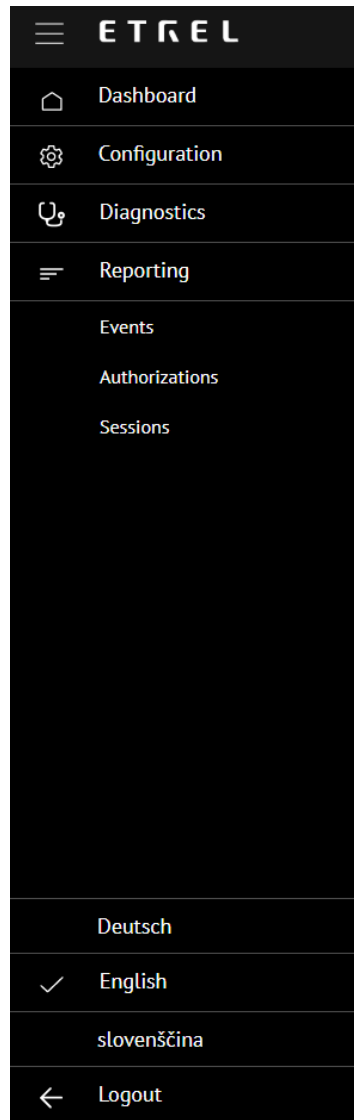 ETREL
Dashboard
Configuration
Diagnostics
Reporting
Events
Authorizations
Sessions
Deutsch
English
slovenščina
Logout